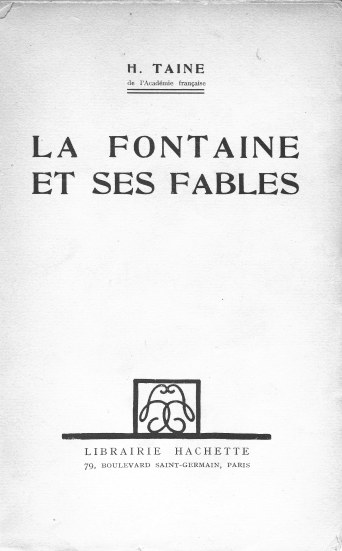 H. TAINE
de l'Académie française
LA FONTAINE
ET SES FABLES
LIBRAIRIE HACHETTE
79, BOULEVARD SAINT-GERMAIN, PARIS